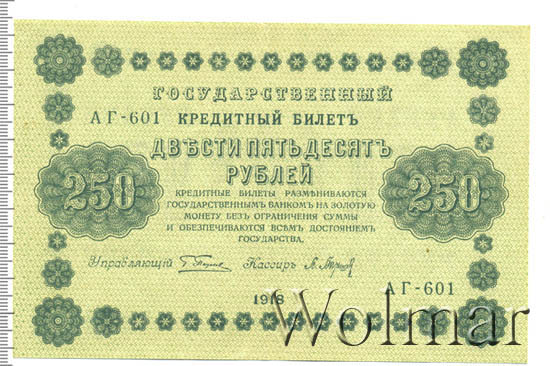 ГОСУДАРСТВЕННЫЙ
АГ-601 КРЕДИТНЫЙ БИЛЕТЪ
ДВѢСТИ ПЯТЬДЕСЯТЪ
РУБЛЕЙ
250 250
КРЕДИТНЫЕ БИЛЕТЫ РАЗМѢНИВАЮТСЯ
ГОСУДАРСТВЕННЫМЪ БАНКОМЪ НА ЗОЛОТУЮ
МОНЕТУ БЕЗЪ ОГРАНИЧЕНІЯ СУММЫ
И ОБЕЗПЕЧИВАЮТСЯ ВСѢМЪ ДОСТОЯНІЕМЪ
ГОСУДАРСТВА.
Управляющій Кассиръ
АГ-601
1918
Wolmar